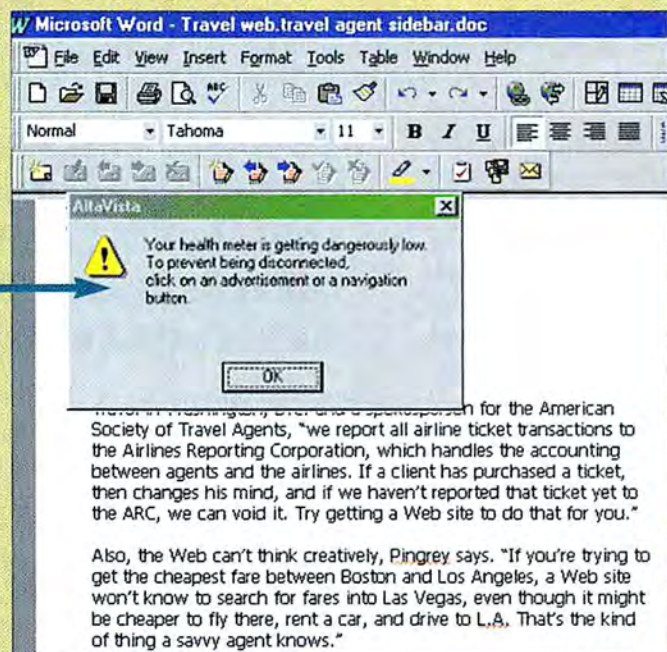 Microsoft Word - Travel web.travel agent sidebar.doc
File Edit View Insert Format Tools Table Window Help
ABC
Normal Tahoma 11 B I U
AltaVista
Your health meter is getting dangerously low.
To prevent being disconnected,
click on an advertisement or a navigation
button.
OK
for the American
Society of Travel Agents, “we report all airline ticket transactions to
the Airlines Reporting Corporation, which handles the accounting
between agents and the airlines. If a client has purchased a ticket,
then changes his mind, and if we haven’t reported that ticket yet to
the ARC, we can void it. Try getting a Web site to do that for you.”
Also, the Web can’t think creatively, Pingrey says. “If you’re trying to
get the cheapest fare between Boston and Los Angeles, a Web site
won’t know to search for fares into Las Vegas, even though it might
be cheaper to fly there, rent a car, and drive to L.A. That’s the kind
of thing a savvy agent knows.”